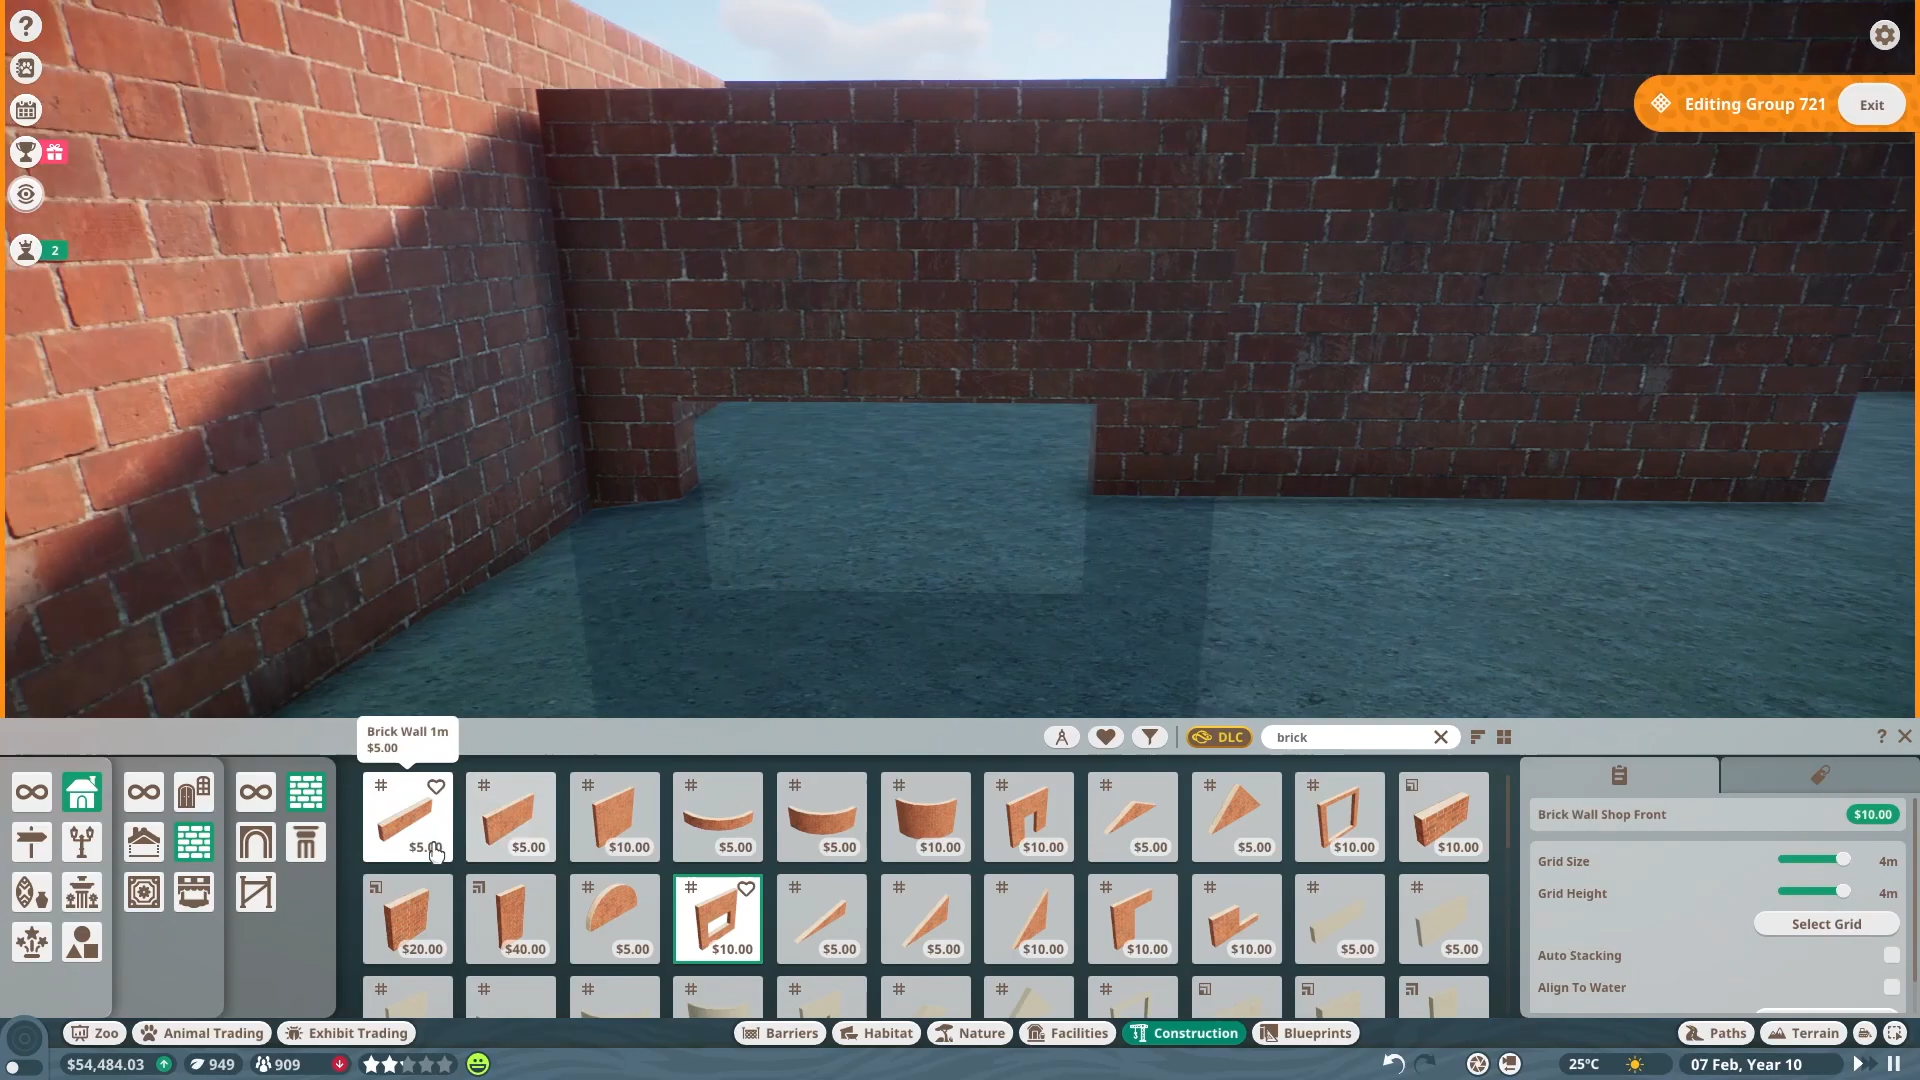 Editing Group 721
Exit
2
Brick Wall 1m
$5.00
DLC
brick
?
$5.00 $5.00 $10.00 $5.00 $5.00 $10.00 $10.00 $5.00 $5.00 $10.00 $10.00
$20.00 $40.00 $5.00 $10.00 $5.00 $5.00 $10.00 $10.00 $10.00 $5.00 $5.00
Brick Wall Shop Front $10.00
Grid Size 4m
Grid Height 4m
Select Grid
Auto Stacking
Align To Water
Zoo Animal Trading Exhibit Trading Barriers Habitat Nature Facilities Construction Blueprints Paths Terrain
$54,484.03 949 909 25°C 07 Feb, Year 10